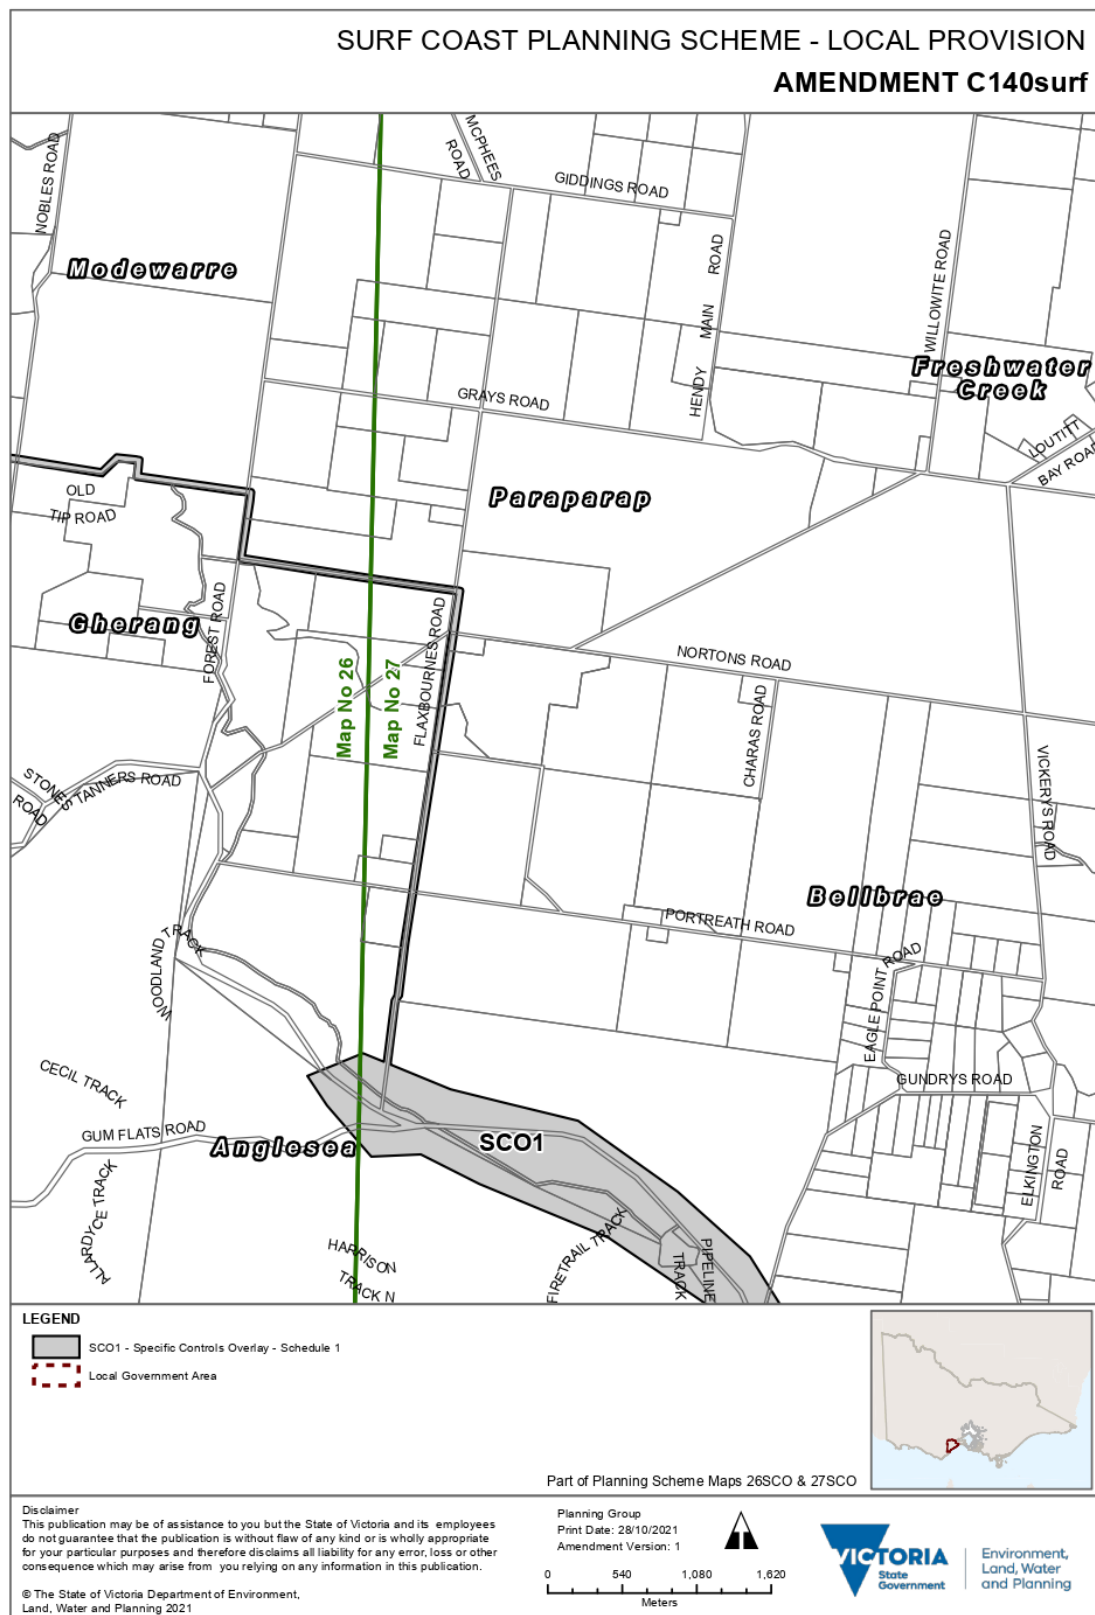 SURF COAST PLANNING SCHEME - LOCAL PROVISION
AMENDMENT C140surf
NOBLES ROAD
MCPHEES
ROAD
GIDDINGS ROAD
Modewarre
HENDY MAIN ROAD
WILLOWITE ROAD
Freshwater
Creek
GRAYS ROAD
LOUTITT
BAY ROAD
OLD
TIP ROAD
Paraparap
Gherang
FOREST ROAD
FLAXBOURNES ROAD
Map No 26
Map No 27
NORTONS ROAD
CHARAS ROAD
VICKERYS ROAD
STONES
ROAD
TANNERS ROAD
Bellbrae
PORTREATH ROAD
WOODLAND TRACK
EAGLE POINT ROAD
CECIL TRACK
GUNDRYS ROAD
GUM FLATS ROAD
Anglesea
SCO1
ELKINGTON
ROAD
ALLARDYCE TRACK
HARRISON
TRACK N
FIRETRAIL TRACK
PIPELINE
TRACK
LEGEND
SCO1 - Specific Controls Overlay - Schedule 1
Local Government Area
Part of Planning Scheme Maps 26SCO & 27SCO
Disclaimer
This publication may be of assistance to you but the State of Victoria and its employees
do not guarantee that the publication is without flaw of any kind or is wholly appropriate
for your particular purposes and therefore disclaims all liability for any error, loss or other
consequence which may arise from you relying on any information in this publication.
© The State of Victoria Department of Environment,
Land, Water and Planning 2021
Planning Group
Print Date: 28/10/2021
Amendment Version: 1
0 540 1,080 1,620
Meters
VICTORIA
State
Government
Environment,
Land, Water
and Planning